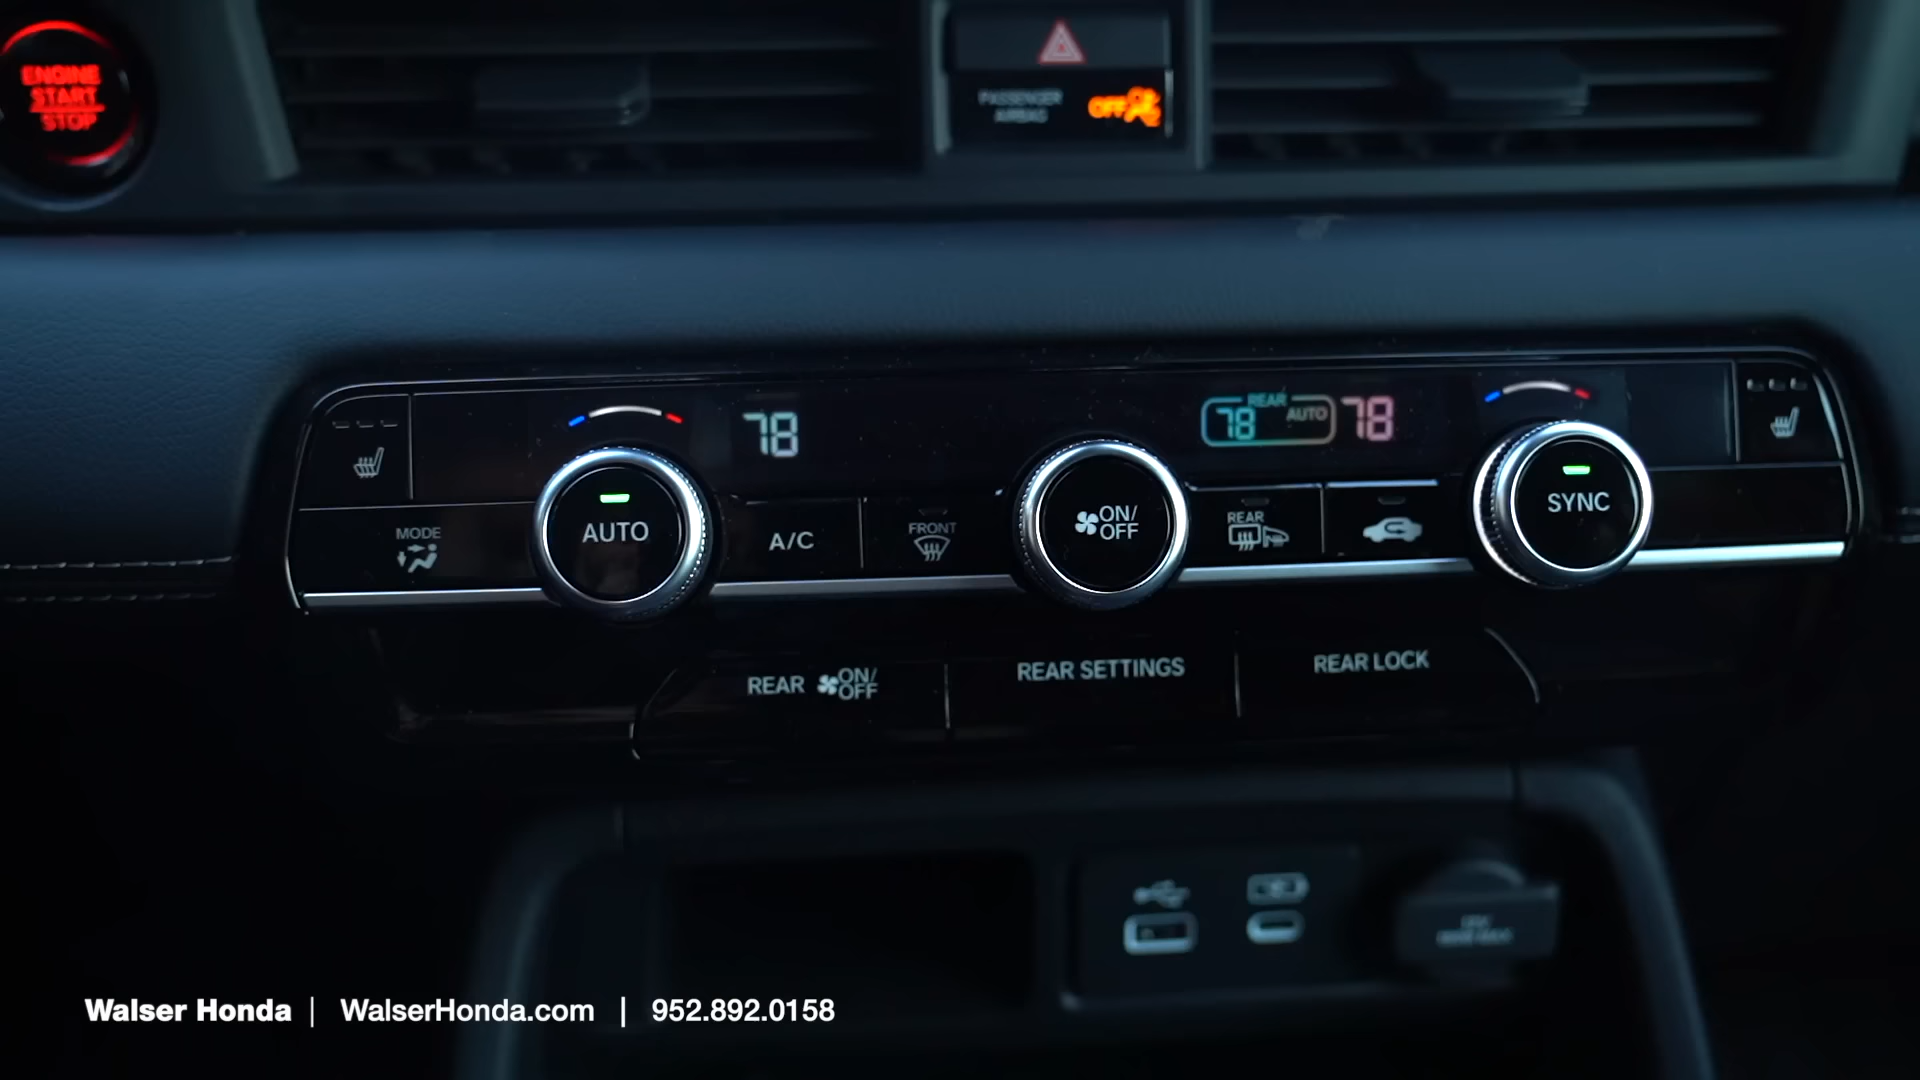 ENGINE
START
STOP
PASSENGER
AIRBAG
OFF
78
REAR
78 AUTO
78
MODE
AUTO
A/C
FRONT
ON/
OFF
REAR
SYNC
REAR ON/
OFF
REAR SETTINGS
REAR LOCK
Walser Honda | WalserHonda.com | 952.892.0158